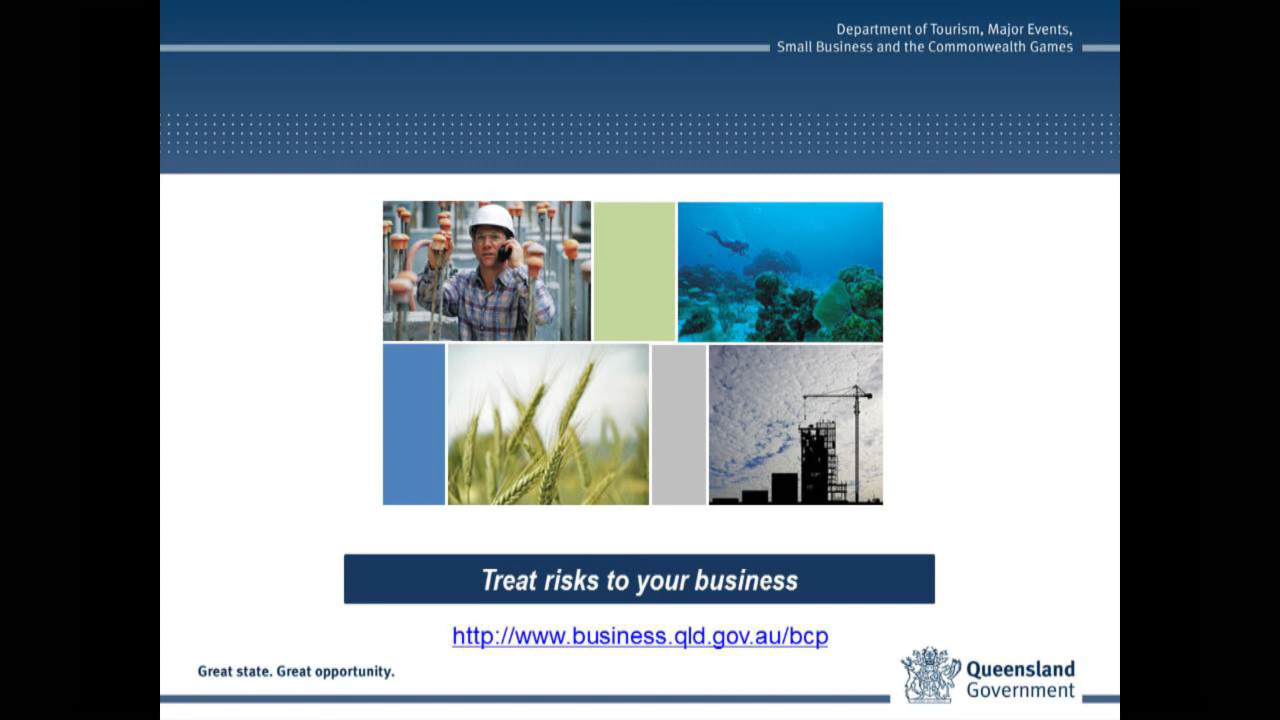 Department of Tourism, Major Events,
Small Business and the Commonwealth Games
Treat risks to your business
http://www.business.qld.gov.au/bcp
Great state. Great opportunity.
Queensland
Government